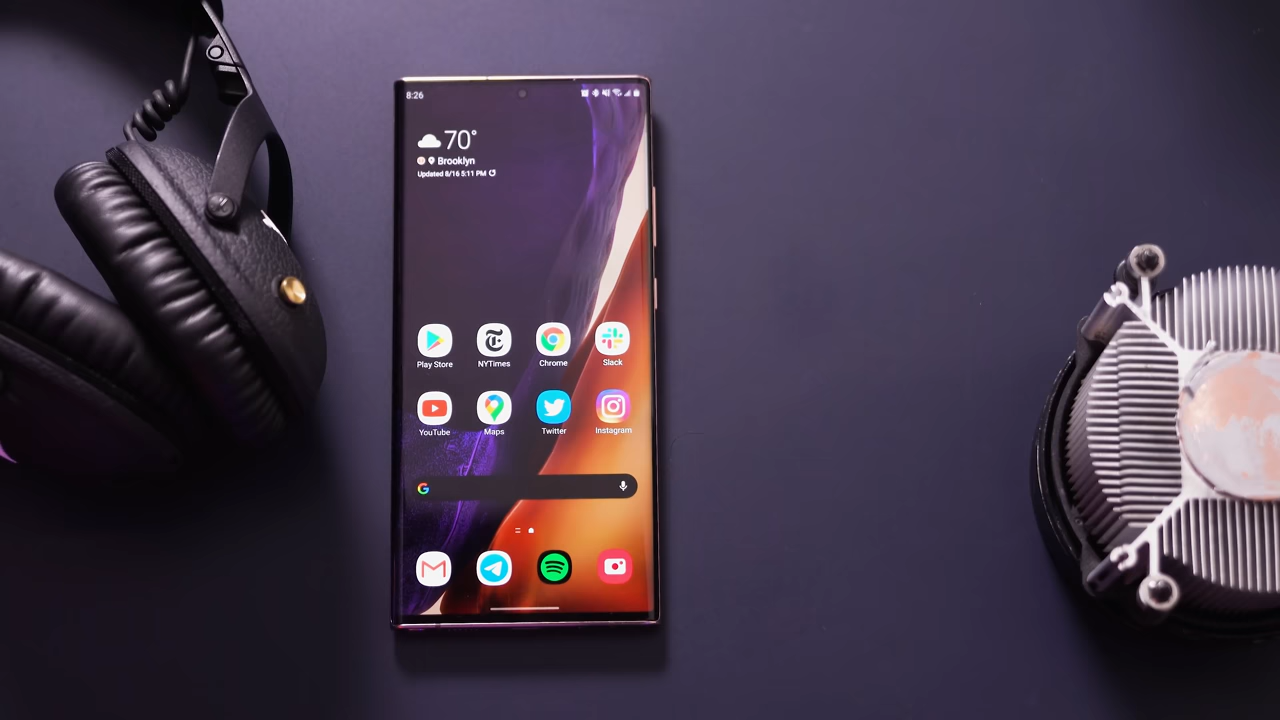 8:26
70°
Brooklyn
Updated 8/16 5:11 PM
Play Store
NYTimes
Chrome
Slack
YouTube
Maps
Twitter
Instagram